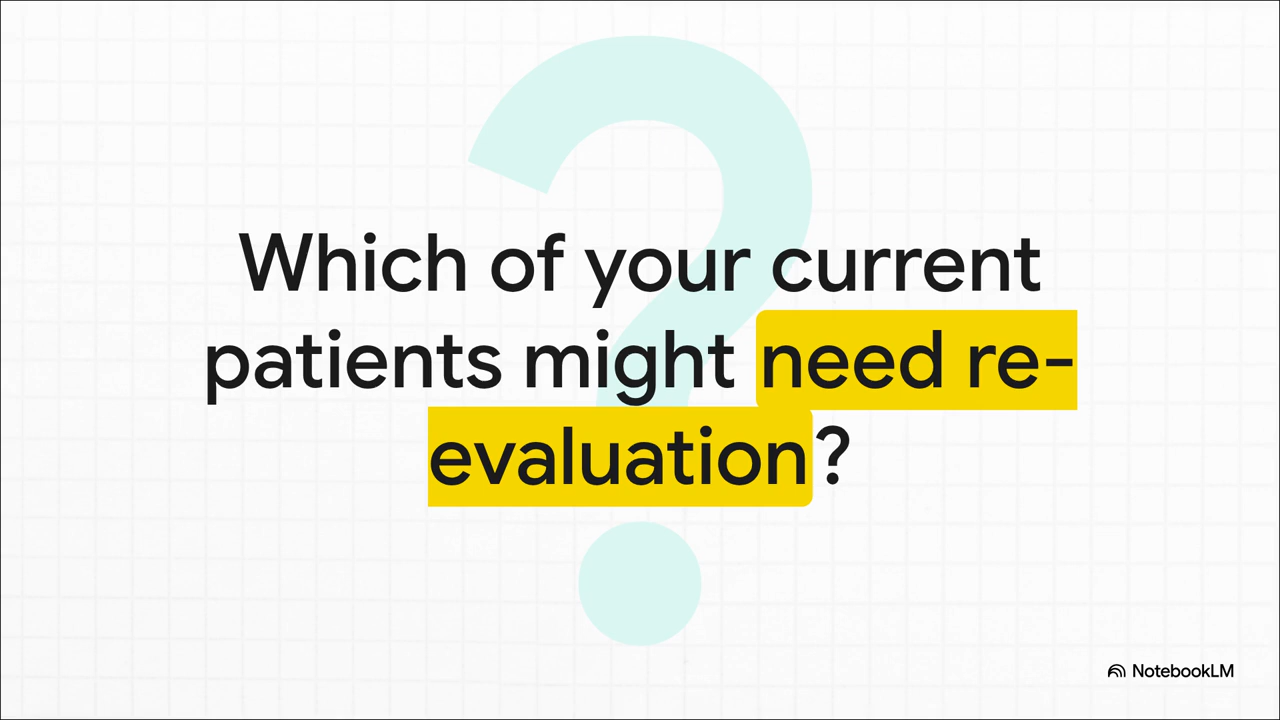 Which of your current
patients might need re-
evaluation?
NotebookLM